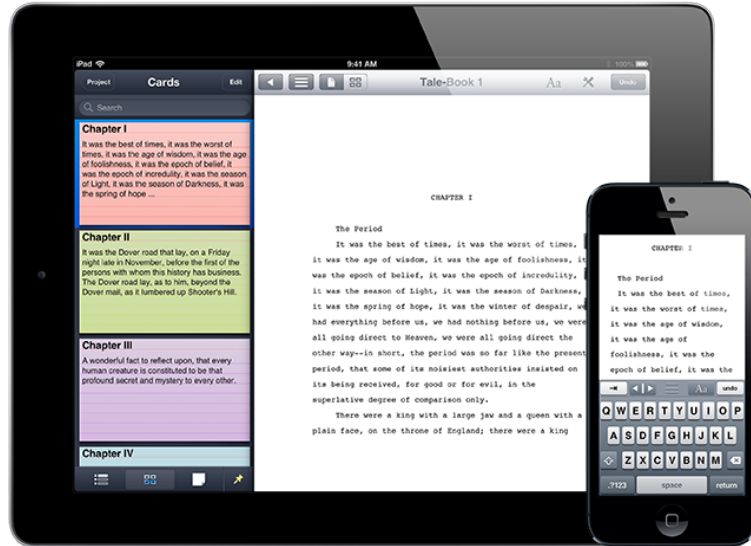 iPad 9:41 AM 100%
Project Cards Edit
Tale-Book 1 Aa Undo
Search
Chapter I
It was the best of times, it was the worst of
times, it was the age of wisdom, it was the age
of foolishness, it was the epoch of belief, it
was the epoch of incredulity, it was the season
of Light, it was the season of Darkness, it was
the spring of hope ...
Chapter II
It was the Dover road that lay, on a Friday
night late in November, before the first of the
persons with whom this history has business.
The Dover road lay, as to him, beyond the
Dover mail, as it lumbered up Shooter's Hill.
Chapter III
A wonderful fact to reflect upon, that every
human creature is constituted to be that
profound secret and mystery to every other.
Chapter IV
CHAPTER I
The Period
It was the best of times, it was the worst of times,
it was the age of wisdom, it was the age of foolishness, it
was the epoch of belief, it was the epoch of incredulity,
it was the season of Light, it was the season of Darkness,
it was the spring of hope, it was the winter of despair, we
had everything before us, we had nothing before us, we were
all going direct to Heaven, we were all going direct the
other way--in short, the period was so far like the present
period, that some of its noisiest authorities insisted on
its being received, for good or for evil, in the
superlative degree of comparison only.
There were a king with a large jaw and a queen with a
plain face, on the throne of England; there were a king
CHAPTER I
The Period
It was the best of times,
it was the worst of times,
it was the age of wisdom,
it was the age of
foolishness, it was the
epoch of belief, it was the
Aa undo
Q W E R T Y U I O P
A S D F G H J K L
Z X C V B N M
.?123 space return